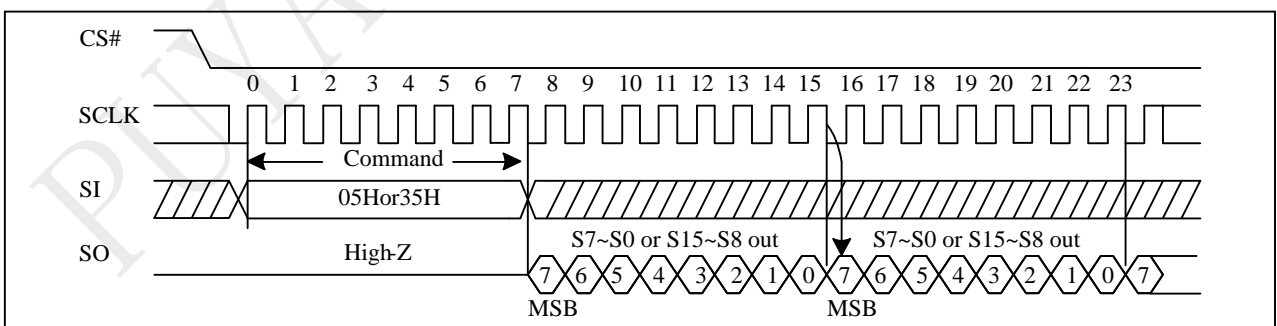 PUYA
CS#
0 1 2 3 4 5 6 7 8 9 10 11 12 13 14 15 16 17 18 19 20 21 22 23
SCLK
Command
SI
05Hor35H
S7~S0 or S15~S8 out S7~S0 or S15~S8 out
SO
High-Z
7 6 5 4 3 2 1 0 7 6 5 4 3 2 1 0 7
MSB MSB